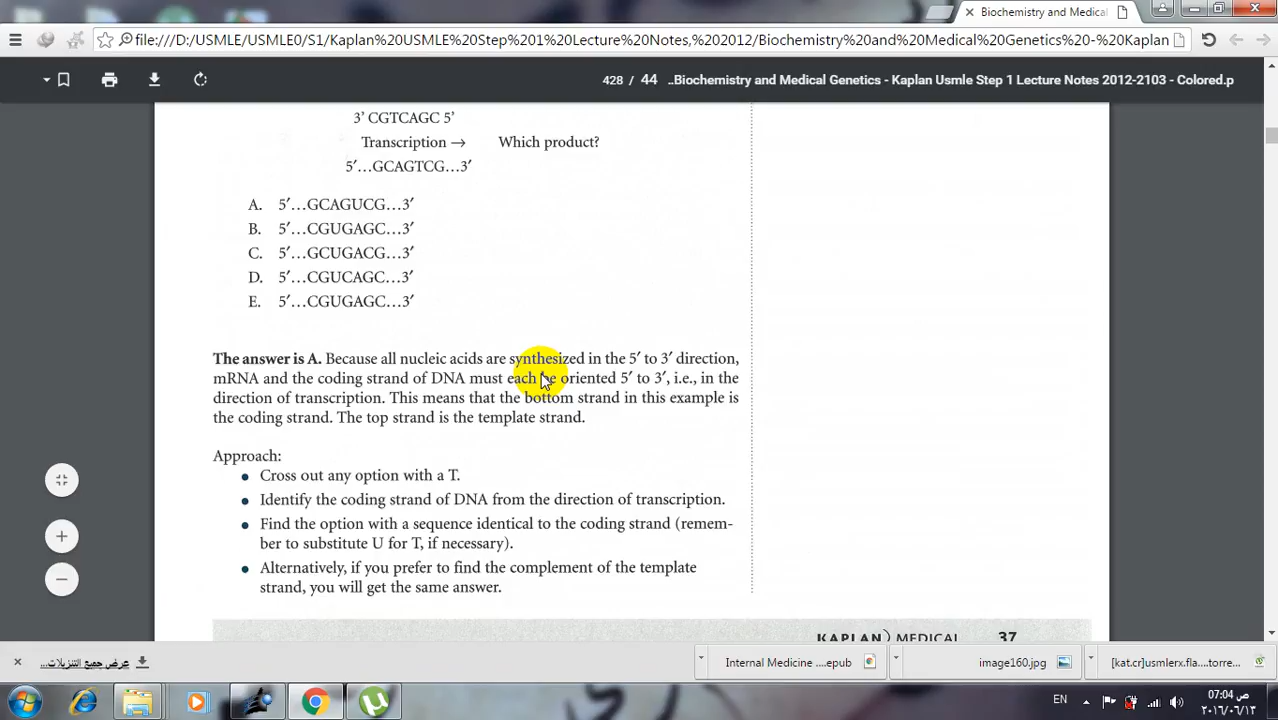 Biochemistry and Medical
file:///D:/USMLE/USMLE0/S1/Kaplan%20USMLE%20Step%201%20Lecture%20Notes,%202012/Biochemistry%20and%20Medical%20Genetics%20-%20Kaplan
428 / 44 ..Biochemistry and Medical Genetics - Kaplan Usmle Step 1 Lecture Notes 2012-2103 - Colored.p
3’ CGTCAGC 5’
Transcription → Which product?
5′…GCAGTCG…3′
A. 5′…GCAGUCG…3′
B. 5′…CGUGAGC…3′
C. 5′…GCUGACG…3′
D. 5′…CGUCAGC…3′
E. 5′…CGUGAGC…3′
The answer is A. Because all nucleic acids are synthesized in the 5′ to 3′ direction,
mRNA and the coding strand of DNA must each be oriented 5′ to 3′, i.e., in the
direction of transcription. This means that the bottom strand in this example is
the coding strand. The top strand is the template strand.
Approach:
● Cross out any option with a T.
● Identify the coding strand of DNA from the direction of transcription.
● Find the option with a sequence identical to the coding strand (remem-
ber to substitute U for T, if necessary).
● Alternatively, if you prefer to find the complement of the template
strand, you will get the same answer.
KAPLAN MEDICAL 37
عرض جميع التنزيلات...
Internal Medicine ....epub
image160.jpg
[kat.cr]usmlerx.fla....torre...
EN
07:04 ص
٢٠١٦/٠٦/١٣